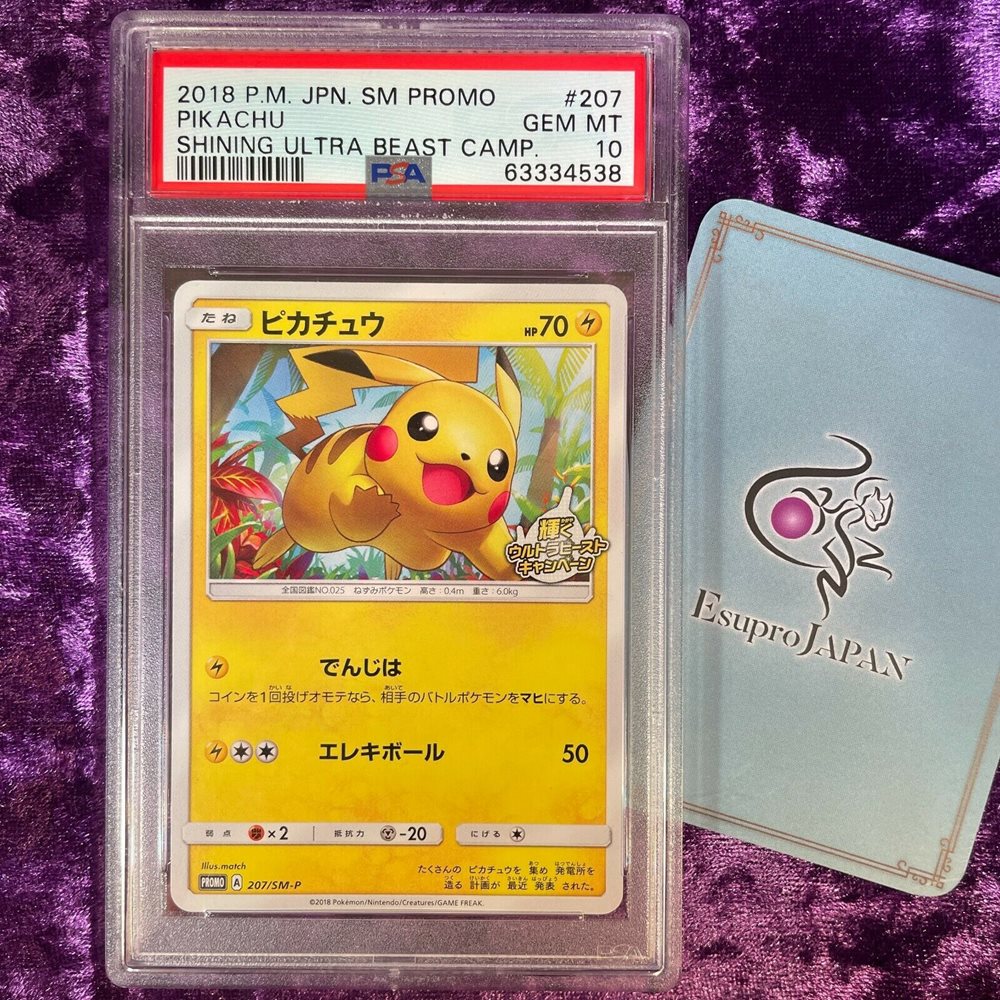 2018 P.M. JPN. SM PROMO #207
PIKACHU GEM MT
SHINING ULTRA BEAST CAMP. 10
PSA 63334538
たね ピカチュウ HP70
輝く
ウルトラビースト
キャンペーン
全国図鑑NO.025 ねずみポケモン 高さ:0.4m 重さ:6.0kg
でんじは
コインを1回投げオモテなら、相手のバトルポケモンをマヒにする。
エレキボール 50
弱点 ×2 抵抗力 -20 にげる
Illus.match
たくさんの ピカチュウを 集め 発電所を
造る 計画が 最近 発表 された。
PROMO A 207/SM-P
©2018 Pokémon/Nintendo/Creatures/GAME FREAK.
Esupro JAPAN